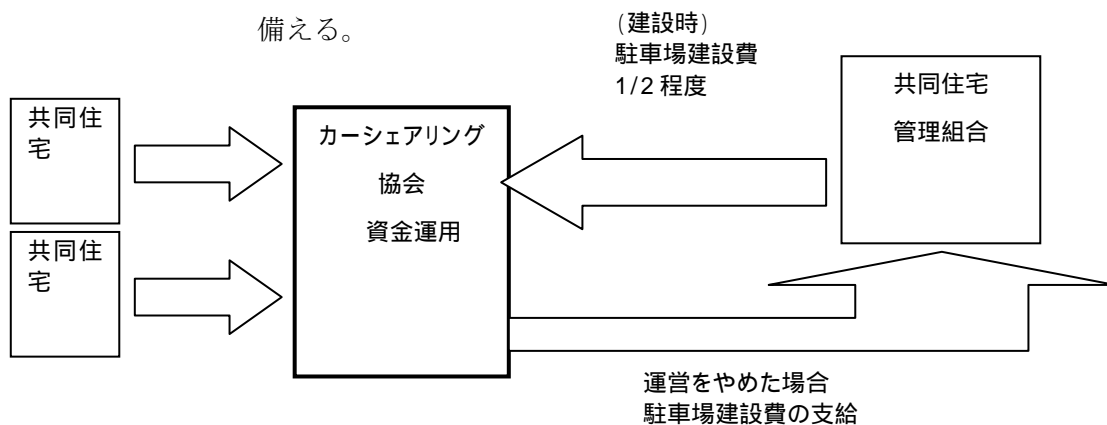 備える。
(建設時)
駐車場建設費
1/2 程度
共同住
宅
共同住
宅
カーシェアリング
協会
資金運用
共同住宅
管理組合
運営をやめた場合
駐車場建設費の支給